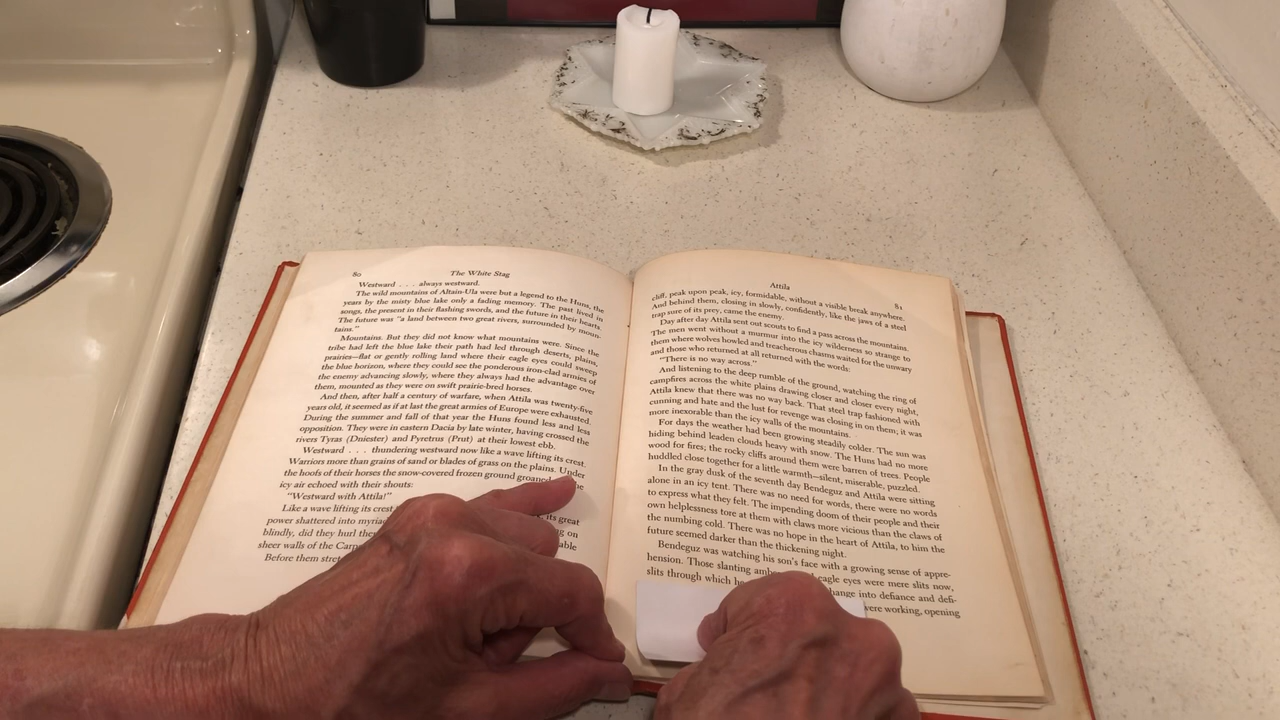 80
The White Stag
Westward . . . always westward.
The wild mountains of Altain-Ula were but a legend to the Huns, the
years by the misty blue lake only a fading memory. The past lived in
songs, the present in their flashing swords, and the future in their hearts.
The future was "a land between two great rivers, surrounded by moun-
tains."
Mountains. But they did not know what mountains were. Since the
tribe had left the blue lake their path had led through deserts, plains,
prairies—flat or gently rolling land where their eagle eyes could sweep
the blue horizon, where they could see the ponderous iron-clad armies of
the enemy advancing slowly, where they always had the advantage over
them, mounted as they were on swift prairie-bred horses.
And then, after half a century of warfare, when Attila was twenty-five
years old, it seemed as if at last the great armies of Europe were exhausted.
During the summer and fall of that year the Huns found less and less
opposition. They were in eastern Dacia by late winter, having crossed the
rivers Tyras (Dniester) and Pyretrus (Prut) at their lowest ebb.
Westward . . . thundering westward now like a wave lifting its crest.
Warriors more than grains of sand or blades of grass on the plains. Under
the hoofs of their horses the snow-covered frozen ground groaned
icy air echoed with their shouts:
"Westward with Attila!"
Like a wave lifting its crest its great
power shattered into on
blindly, did they hurl
sheer walls of the
Before them
Attila
81
cliff, peak upon peak, icy, formidable, without a visible break anywhere.
And behind them, closing in slowly, confidently, like the jaws of a steel
trap sure of its prey, came the enemy.
Day after day Attila sent out scouts to find a pass across the mountains.
The men went without a murmur into the icy wilderness so strange to
them where wolves howled and treacherous chasms waited for the unwary
and those who returned at all returned with the words:
"There is no way across."
And listening to the deep rumble of the ground, watching the ring of
campfires across the white plains drawing closer and closer every night,
Attila knew that there was no way back. That steel trap fashioned with
cunning and hate and the lust for revenge was closing in on them; it was
more inexorable than the icy walls of the mountains.
For days the weather had been growing steadily colder. The sun was
hiding behind leaden clouds heavy with snow. The Huns had no more
wood for fires; the rocky cliffs around them were barren of trees. People
huddled close together for a little warmth—silent, miserable, puzzled.
In the gray dusk of the seventh day Bendeguz and Attila were sitting
alone in an icy tent. There was no need for words, there were no words
to express what they felt. The impending doom of their people and their
own helplessness tore at them with claws more vicious than the claws of
the numbing cold. There was no hope in the heart of Attila, to him the
future seemed darker than the thickening night.
Bendeguz was watching his son's face with a growing sense of appre-
hension. Those slanting eagle eyes were mere slits now,
slits through which change into defiance and defi-
were working, opening